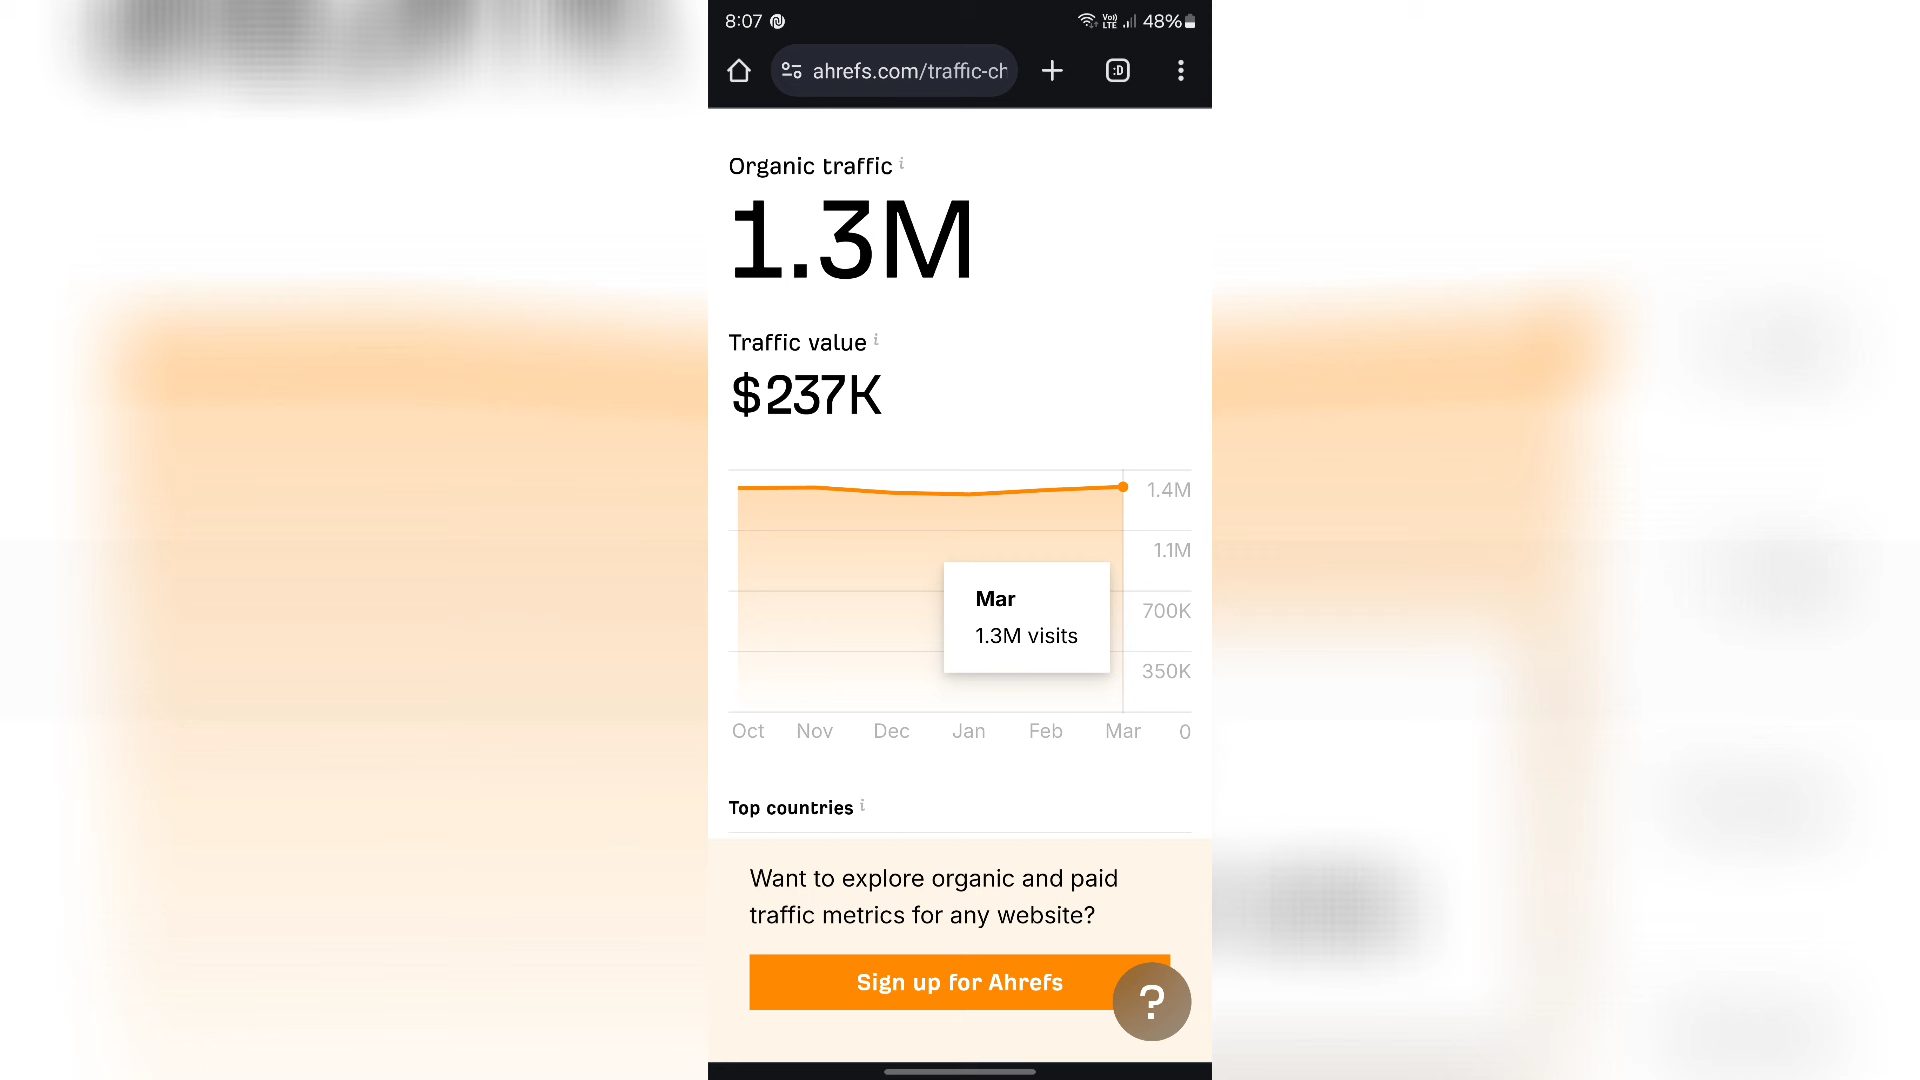 8:07
Vo))
LTE
48%
ahrefs.com/traffic-ch
:D
Organic traffic i
1.3M
Traffic value i
$237K
1.4M
1.1M
700K
350K
Mar
1.3M visits
Oct Nov Dec Jan Feb Mar 0
Top countries i
Want to explore organic and paid
traffic metrics for any website?
Sign up for Ahrefs
?